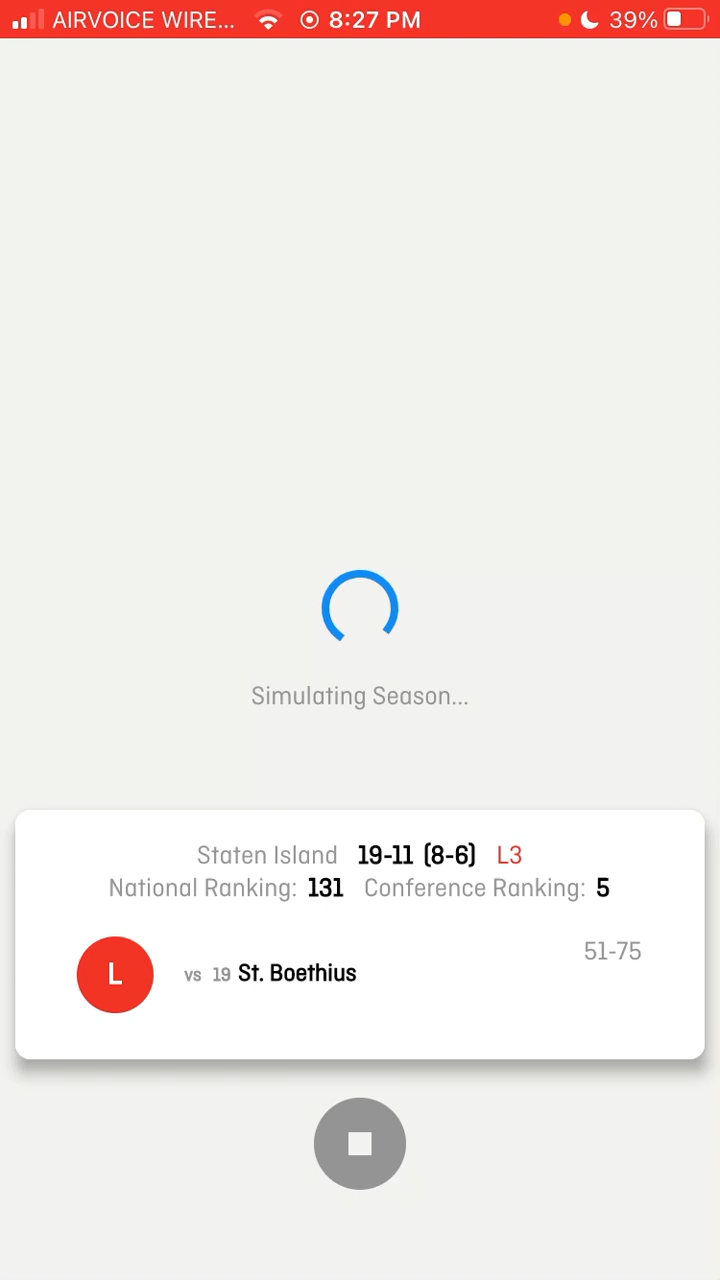 AIRVOICE WIRE... 8:27 PM 39%
Simulating Season...
Staten Island 19-11 (8-6) L3
National Ranking: 131 Conference Ranking: 5
51-75
L vs 19 St. Boethius